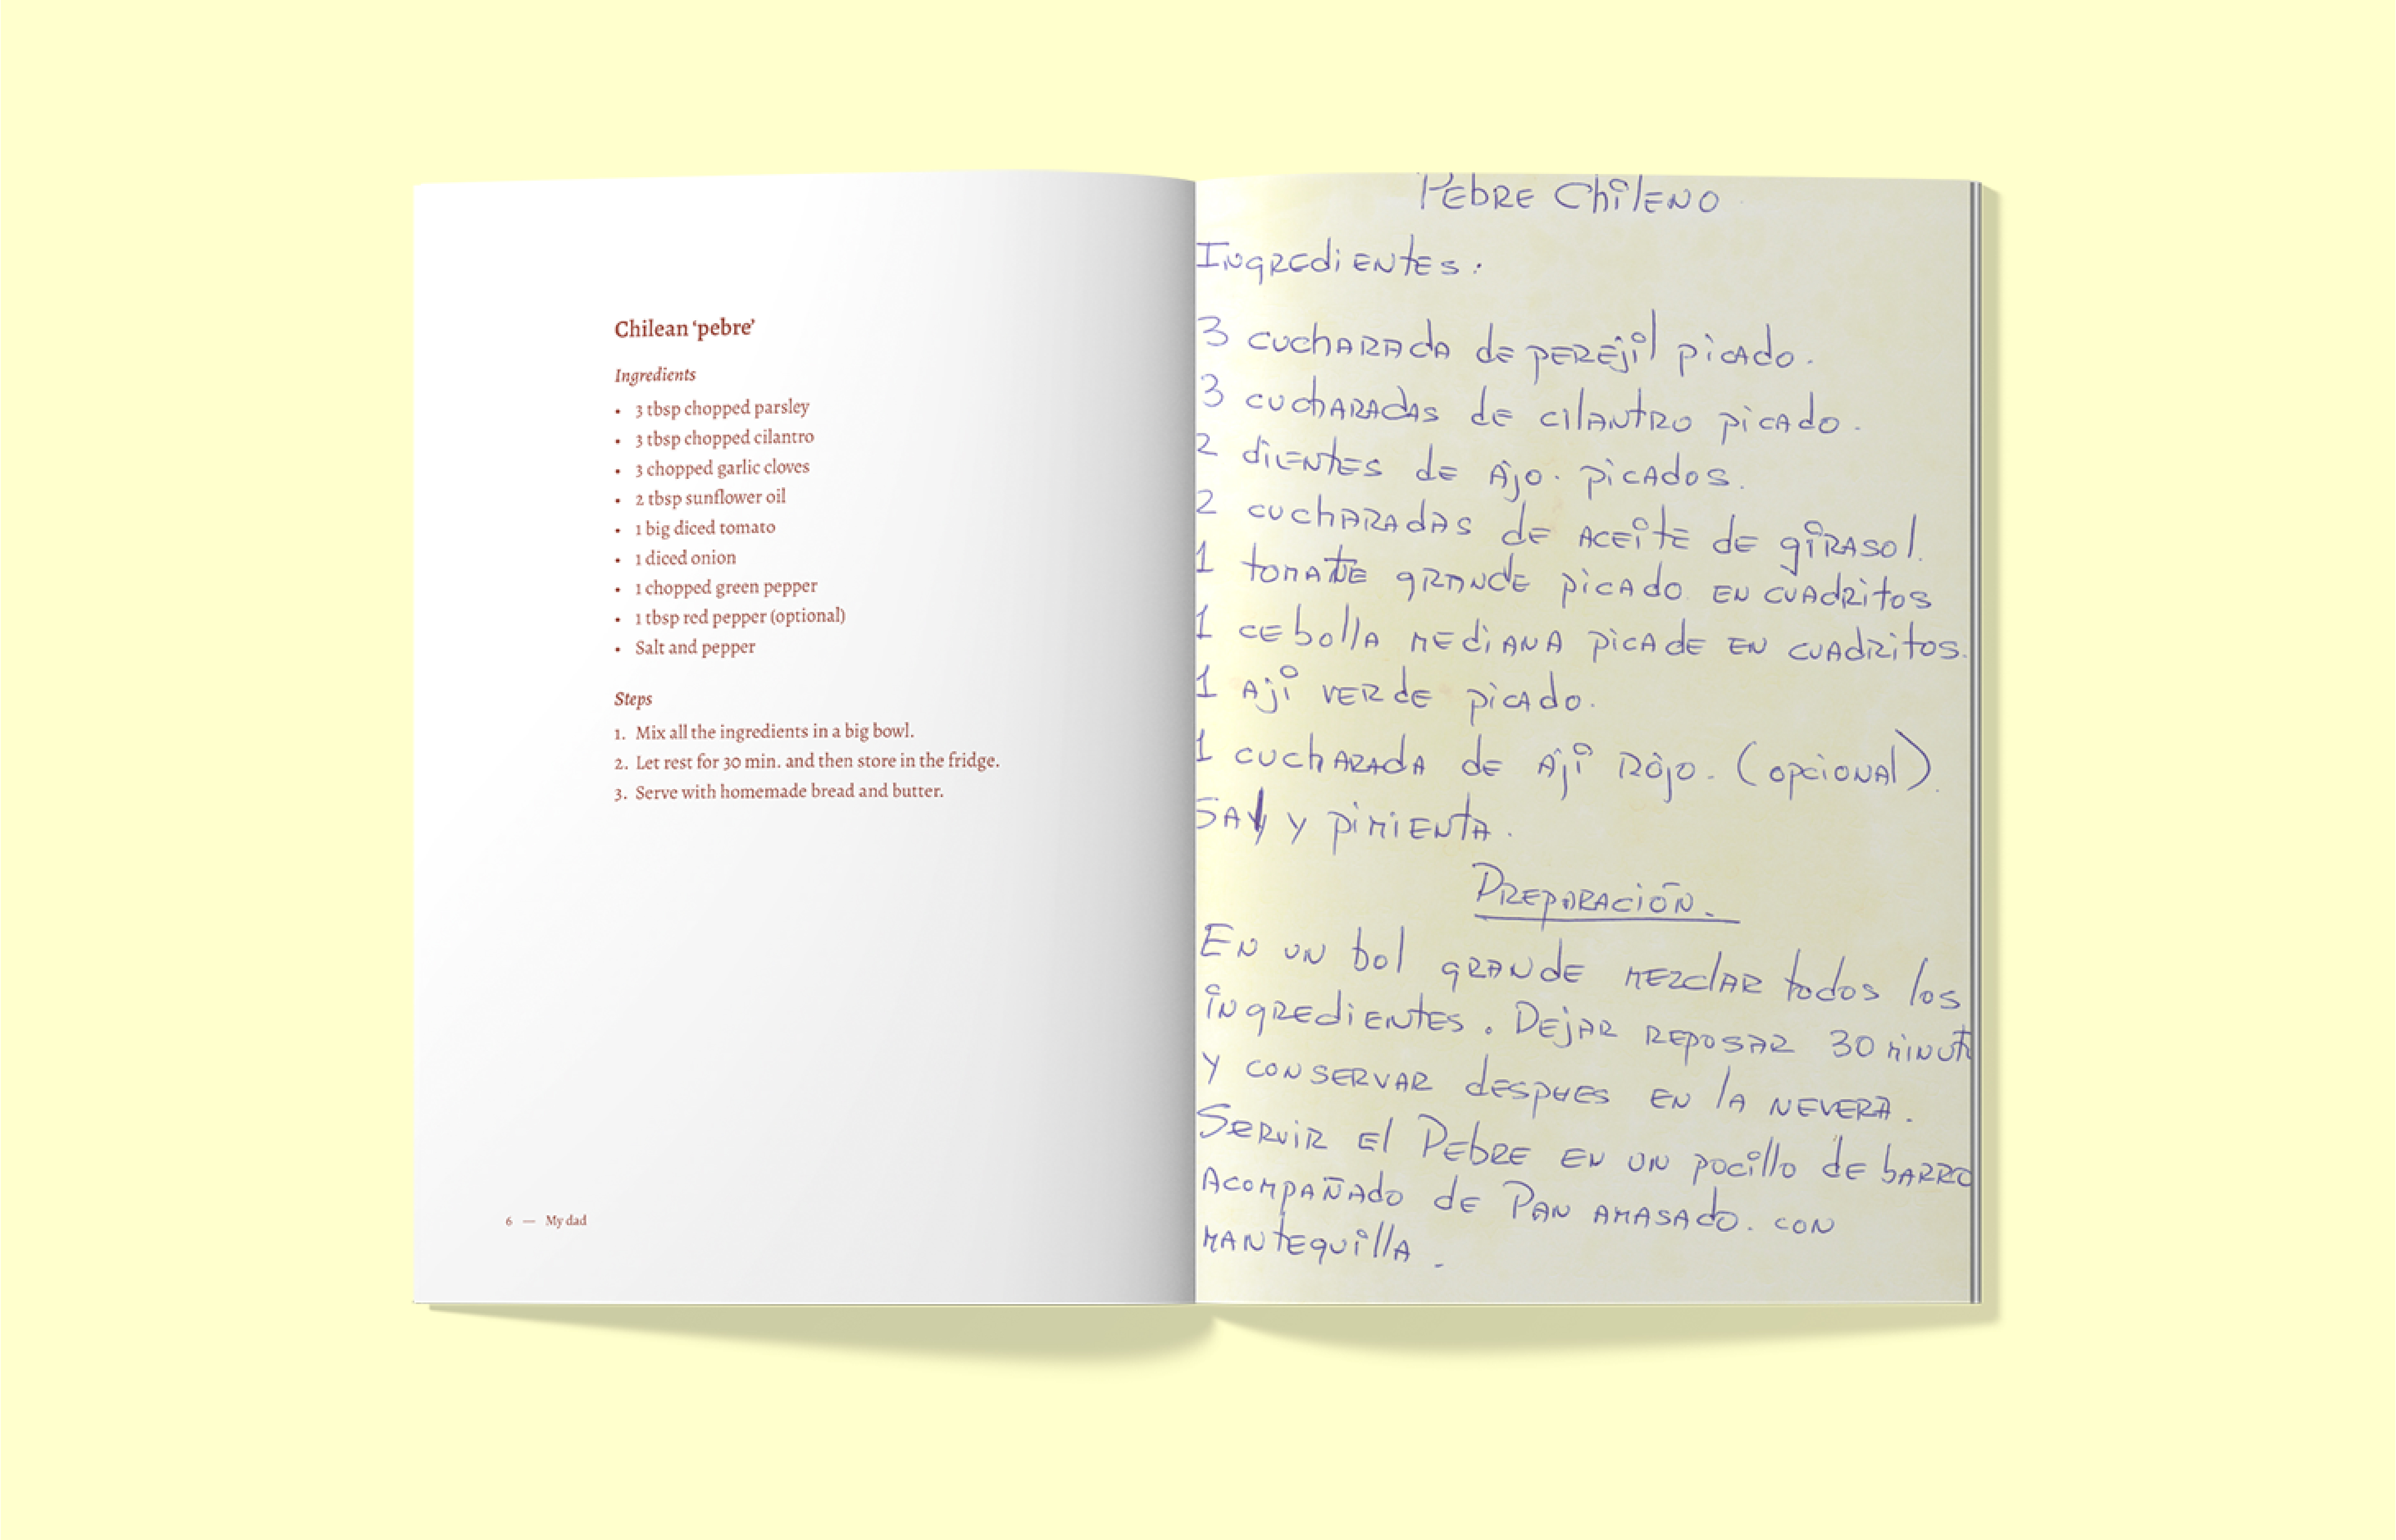 Chilean ‘pebre’
Ingredients
• 3 tbsp chopped parsley
• 3 tbsp chopped cilantro
• 3 chopped garlic cloves
• 2 tbsp sunflower oil
• 1 big diced tomato
• 1 diced onion
• 1 chopped green pepper
• 1 tbsp red pepper (optional)
• Salt and pepper
Steps
1. Mix all the ingredients in a big bowl.
2. Let rest for 30 min. and then store in the fridge.
3. Serve with homemade bread and butter.
6 — My dad
Pebre Chileno
Ingredientes:
3 cucharada de perejil picado.
3 cucharadas de cilantro picado.
2 dientes de ajo. picados.
2 cucharadas de aceite de girasol.
1 tomate grande picado en cuadritos
1 cebolla mediana picade en cuadritos.
1 ají verde picado.
1 cucharada de ají rojo. (opcional).
Sal y pimienta.
Preparación.
En un bol grande mezclar todos los
ingredientes. Dejar reposar 30 minut
y conservar despues en la nevera.
Servir el Pebre en un pocillo de barro
Acompañado de Pan amasado. con
mantequilla.